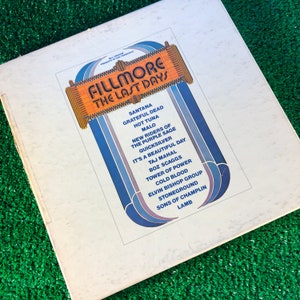 FILLMORE
THE LAST DAYS
SANTANA
GRATEFUL DEAD
HOT TUNA
MALO
NEW RIDERS OF
THE PURPLE SAGE
QUICKSILVER
IT'S A BEAUTIFUL DAY
TAJ MAHAL
BOZ SCAGGS
TOWER OF POWER
COLD BLOOD
ELVIN BISHOP GROUP
STONEGROUND
SONS OF CHAMPLIN
LAMB